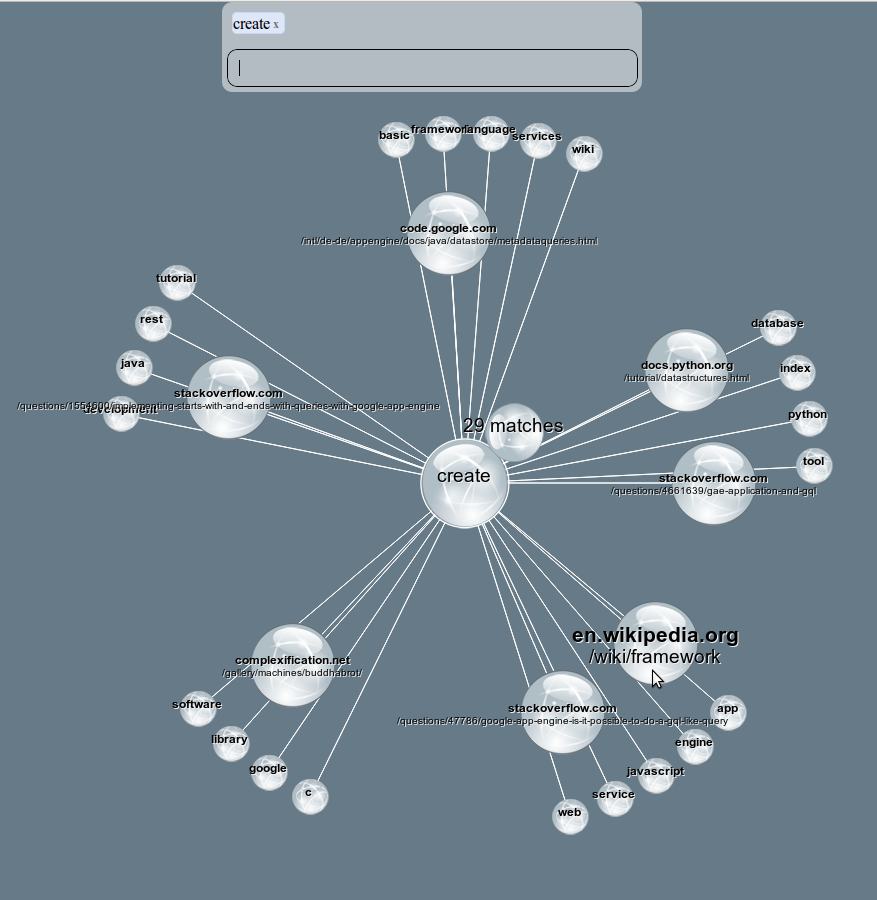 create x
basic
framework
language
services
wiki
code.google.com
/intl/de-de/appengine/docs/java/datastore/metadataqueries.html
tutorial
rest
java
development
stackoverflow.com
/questions/1554600/implementing-starts-with-and-ends-with-queries-with-google-app-engine
database
docs.python.org
/tutorial/datastructures.html
index
python
29 matches
create
tool
stackoverflow.com
/questions/4661639/gae-application-and-gql
en.wikipedia.org
/wiki/framework
complexification.net
/gallery/machines/buddhabrot/
software
library
google
c
stackoverflow.com
/questions/47786/google-app-engine-is-it-possible-to-do-a-gql-like-query
app
engine
javascript
service
web